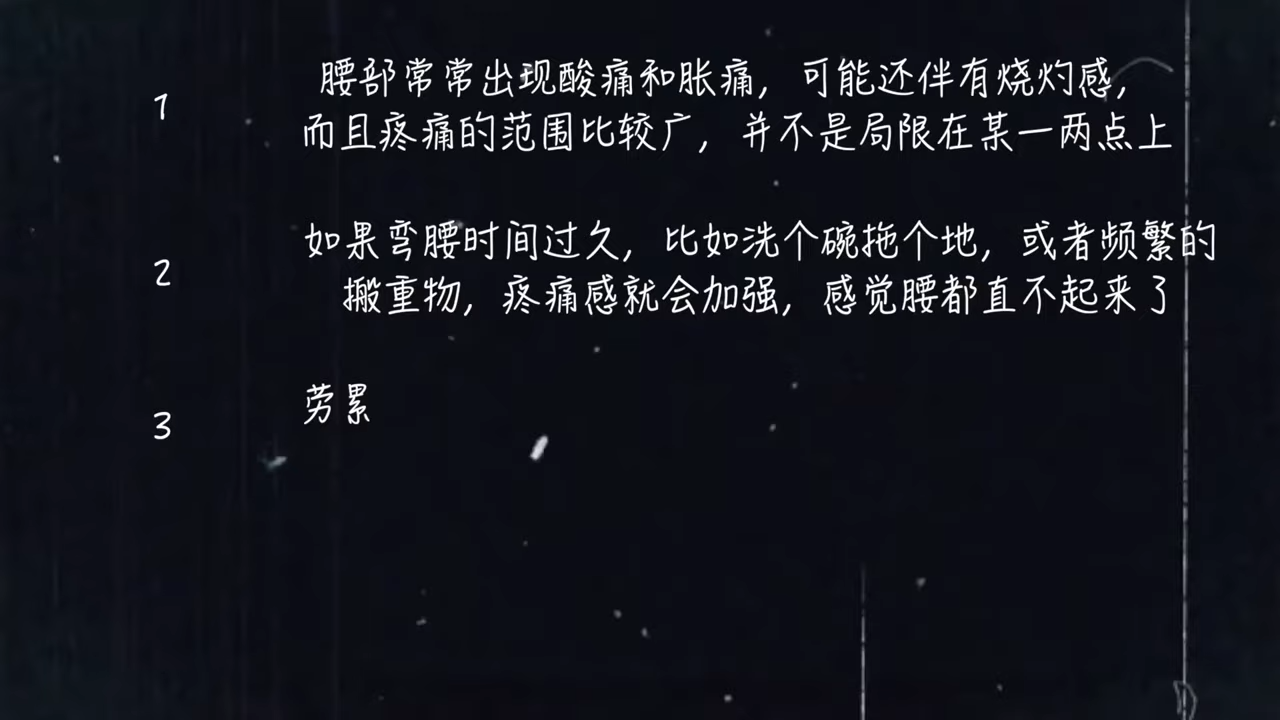 1
腰部常常出现酸痛和胀痛，可能还伴有烧灼感，
而且疼痛的范围比较广，并不是局限在某一两点上
2
如果弯腰时间过久，比如洗个碗拖个地，或者频繁的
搬重物，疼痛感就会加强，感觉腰都直不起来了
3
劳累